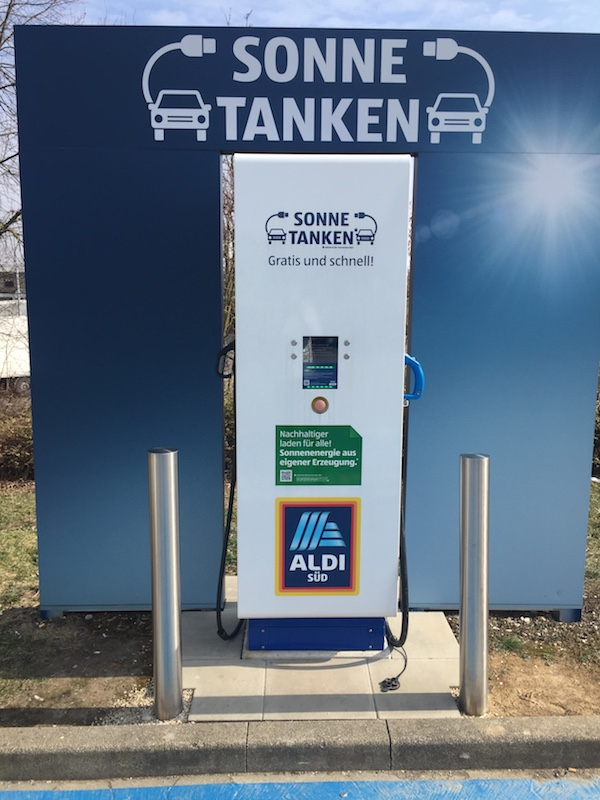 SONNE
TANKEN
SONNE
TANKEN*
Gratis und schnell!
Nachhaltiger
laden für alle!
Sonnenenergie aus
eigener Erzeugung.*
ALDI
SÜD